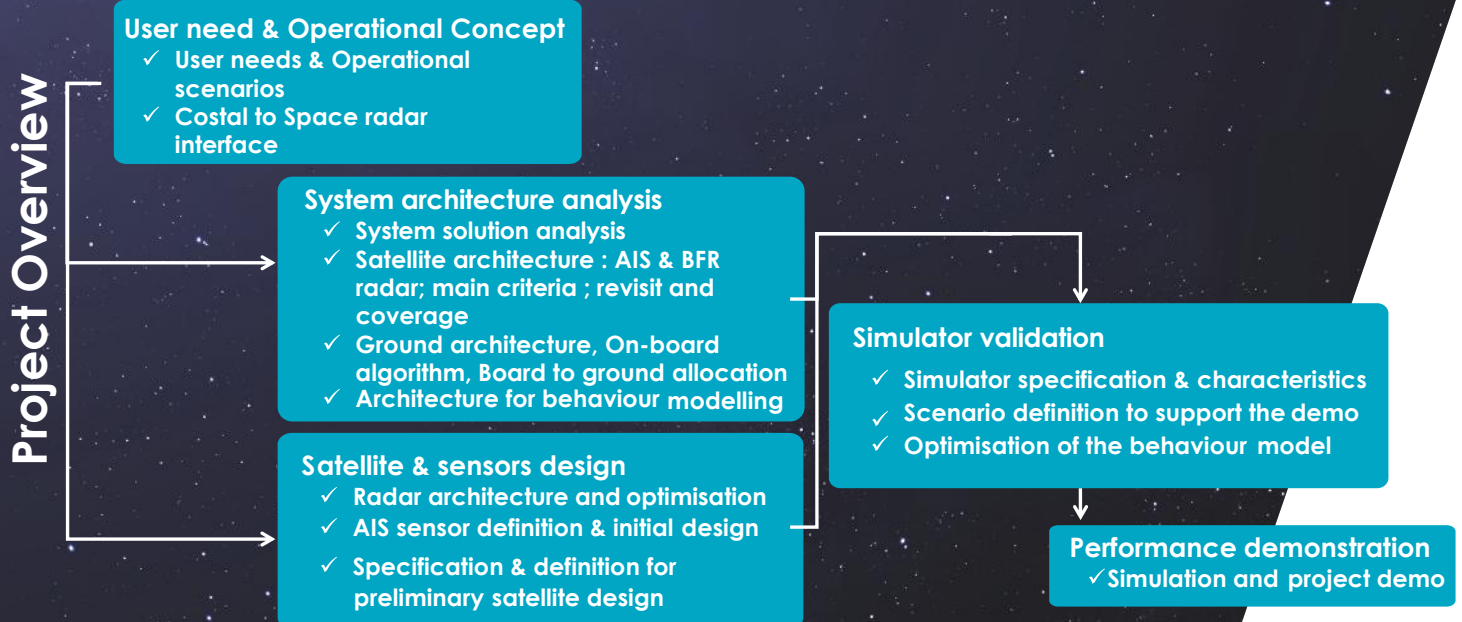 Project Overview
User need & Operational Concept
✓ User needs & Operational
scenarios
✓ Costal to Space radar
interface
System architecture analysis
✓ System solution analysis
✓ Satellite architecture : AIS & BFR
radar; main criteria ; revisit and
coverage
✓ Ground architecture, On-board
algorithm, Board to ground allocation
✓ Architecture for behaviour modelling
Satellite & sensors design
✓ Radar architecture and optimisation
✓ AIS sensor definition & initial design
✓ Specification & definition for
preliminary satellite design
Simulator validation
✓ Simulator specification & characteristics
✓ Scenario definition to support the demo
✓ Optimisation of the behaviour model
Performance demonstration
✓Simulation and project demo